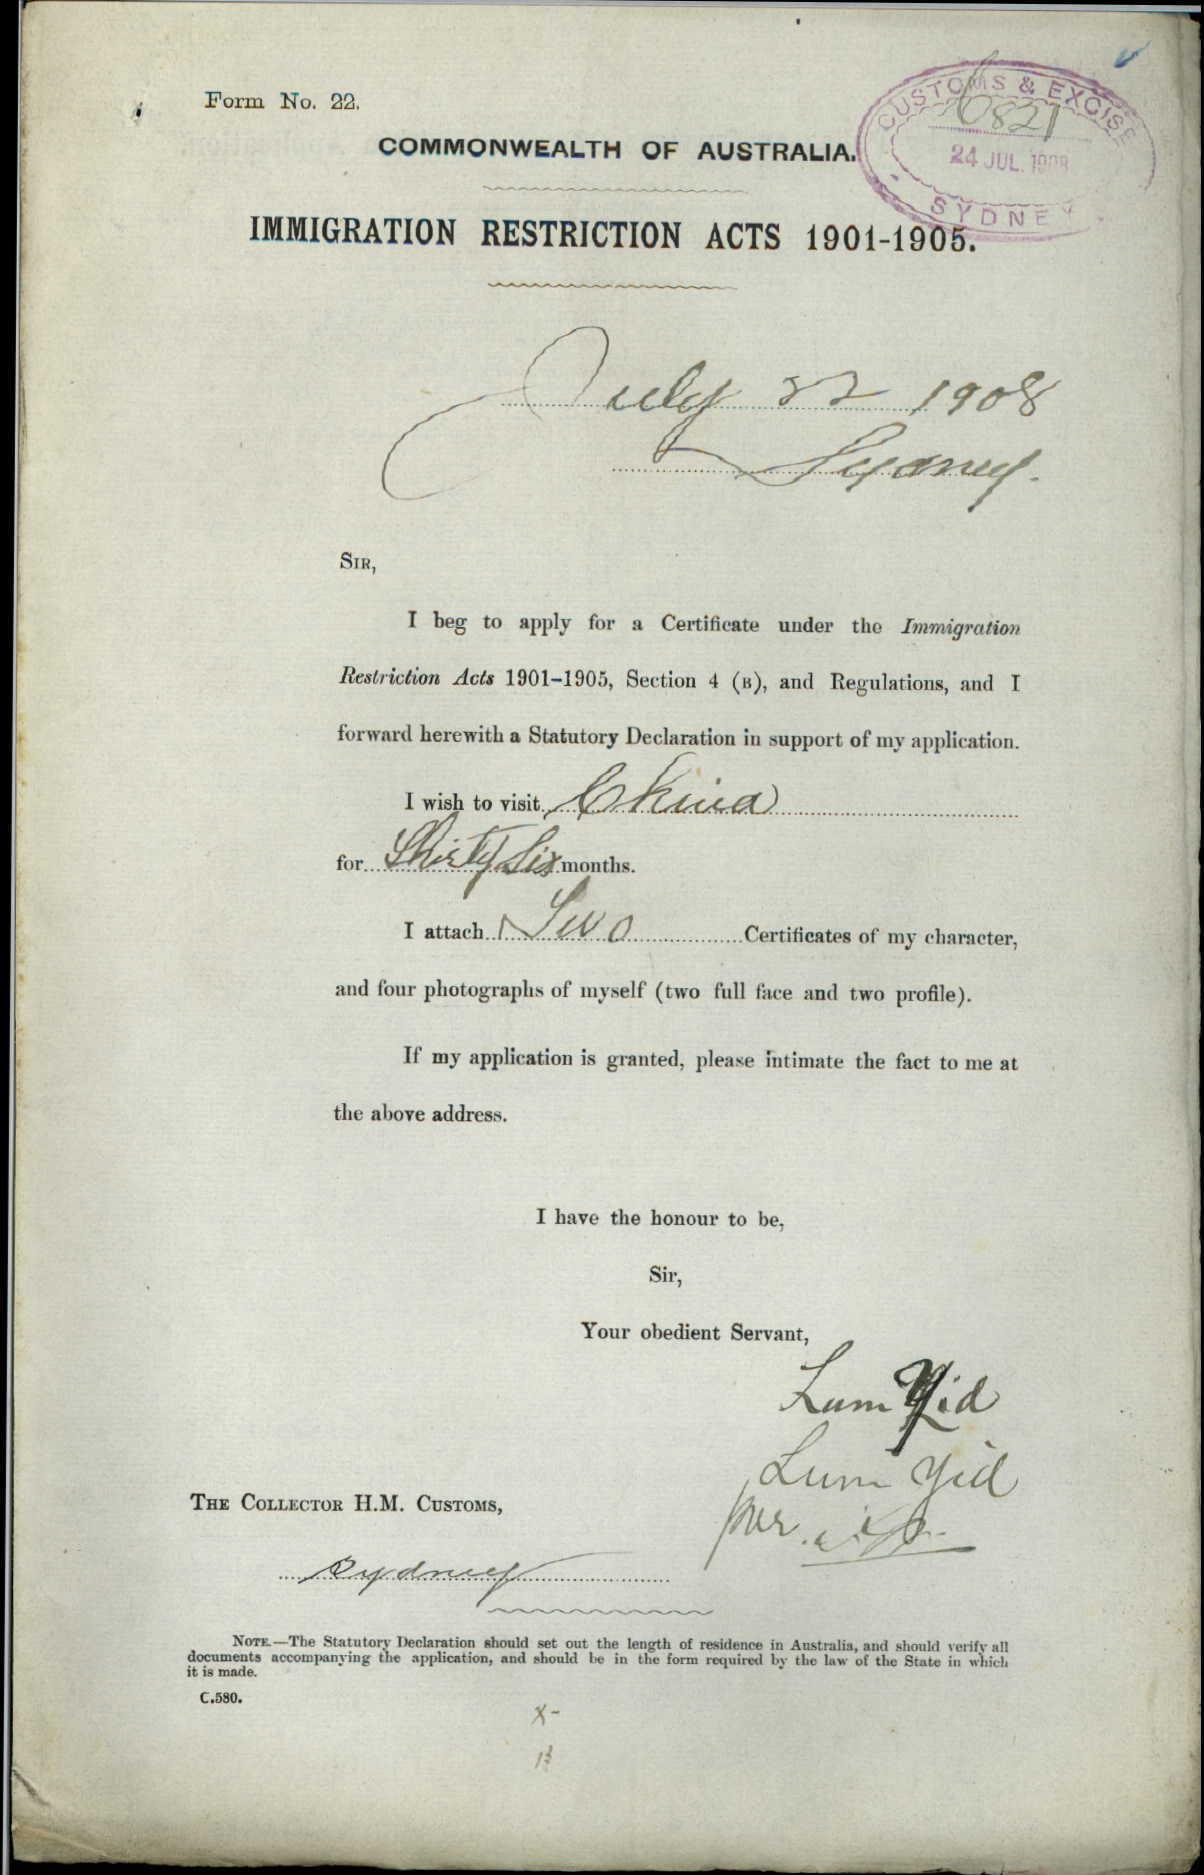 Form No. 22.
CUSTOMS & EXCISE
6821
24 JUL. 1908
SYDNEY
COMMONWEALTH OF AUSTRALIA.
IMMIGRATION RESTRICTION ACTS 1901-1905.
July 22 1908
Sydney.
SIR,
I beg to apply for a Certificate under the Immigration
Restriction Acts 1901-1905, Section 4 (B), and Regulations, and I
forward herewith a Statutory Declaration in support of my application.
I wish to visit China
for Thirty Six months.
I attach Two Certificates of my character,
and four photographs of myself (two full face and two profile).
If my application is granted, please intimate the fact to me at
the above address.
I have the honour to be,
Sir,
Your obedient Servant,
Lum Yid
Lum Yid
per
THE COLLECTOR H.M. CUSTOMS,
Sydney
NOTE.—The Statutory Declaration should set out the length of residence in Australia, and should verify all
documents accompanying the application, and should be in the form required by the law of the State in which
it is made.
C.580.